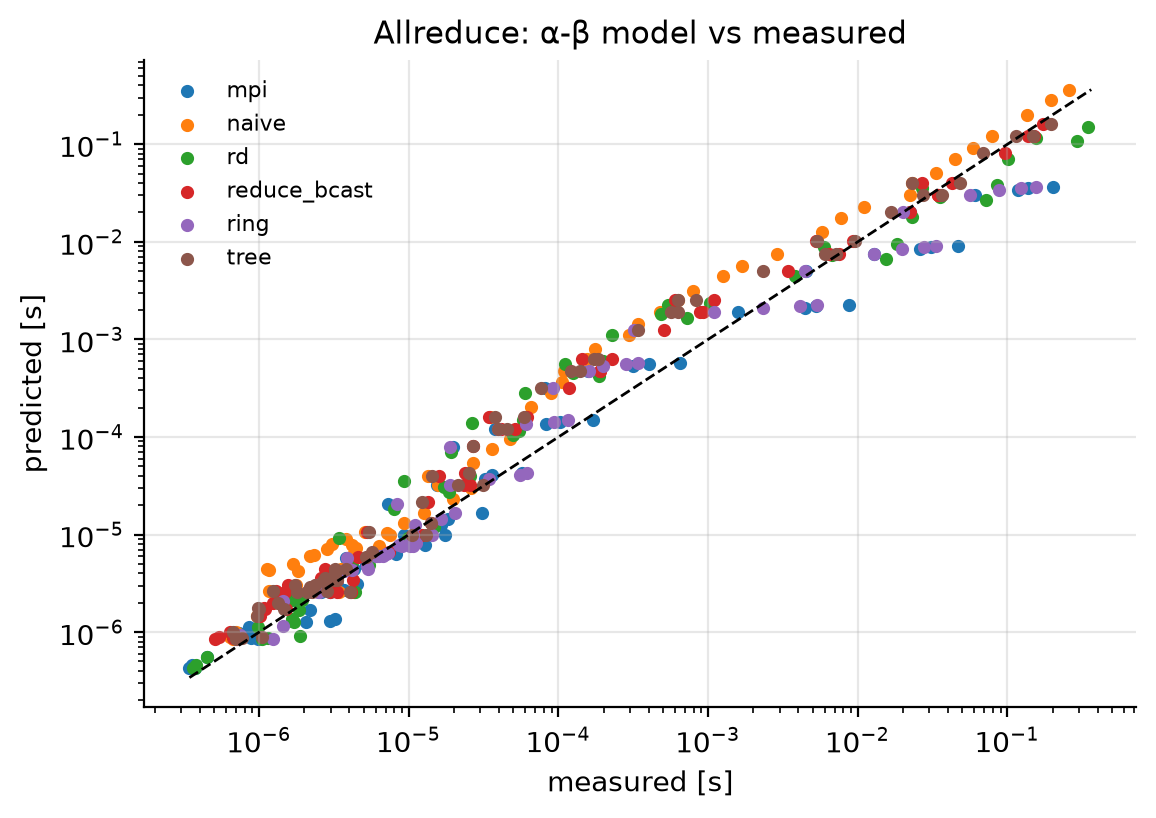 Allreduce: α-β model vs measured
mpi
naive
rd
reduce_bcast
ring
tree
predicted [s]
10⁻¹
10⁻²
10⁻³
10⁻⁴
10⁻⁵
10⁻⁶
10⁻⁶ 10⁻⁵ 10⁻⁴ 10⁻³ 10⁻² 10⁻¹
measured [s]